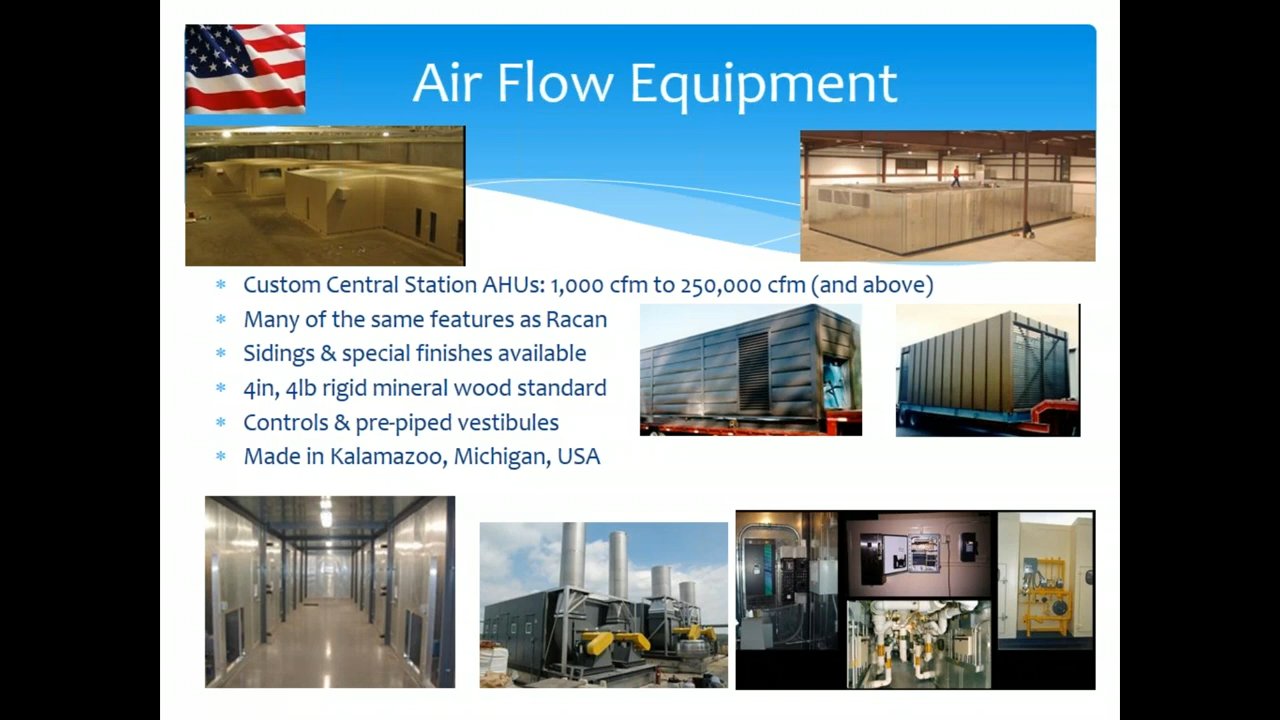 Air Flow Equipment
* Custom Central Station AHUs: 1,000 cfm to 250,000 cfm (and above)
* Many of the same features as Racan
* Sidings & special finishes available
* 4in, 4lb rigid mineral wood standard
* Controls & pre-piped vestibules
* Made in Kalamazoo, Michigan, USA